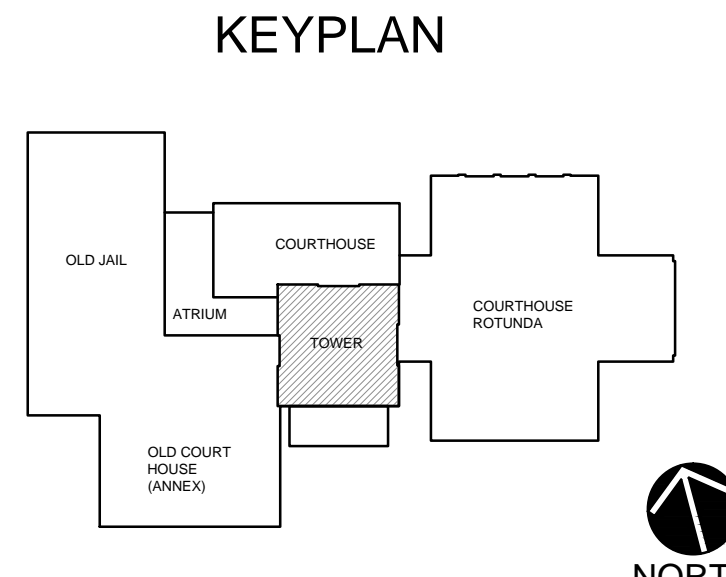 KEYPLAN
OLD JAIL
COURTHOUSE
ATRIUM
TOWER
COURTHOUSE
ROTUNDA
OLD COURT
HOUSE
(ANNEX)